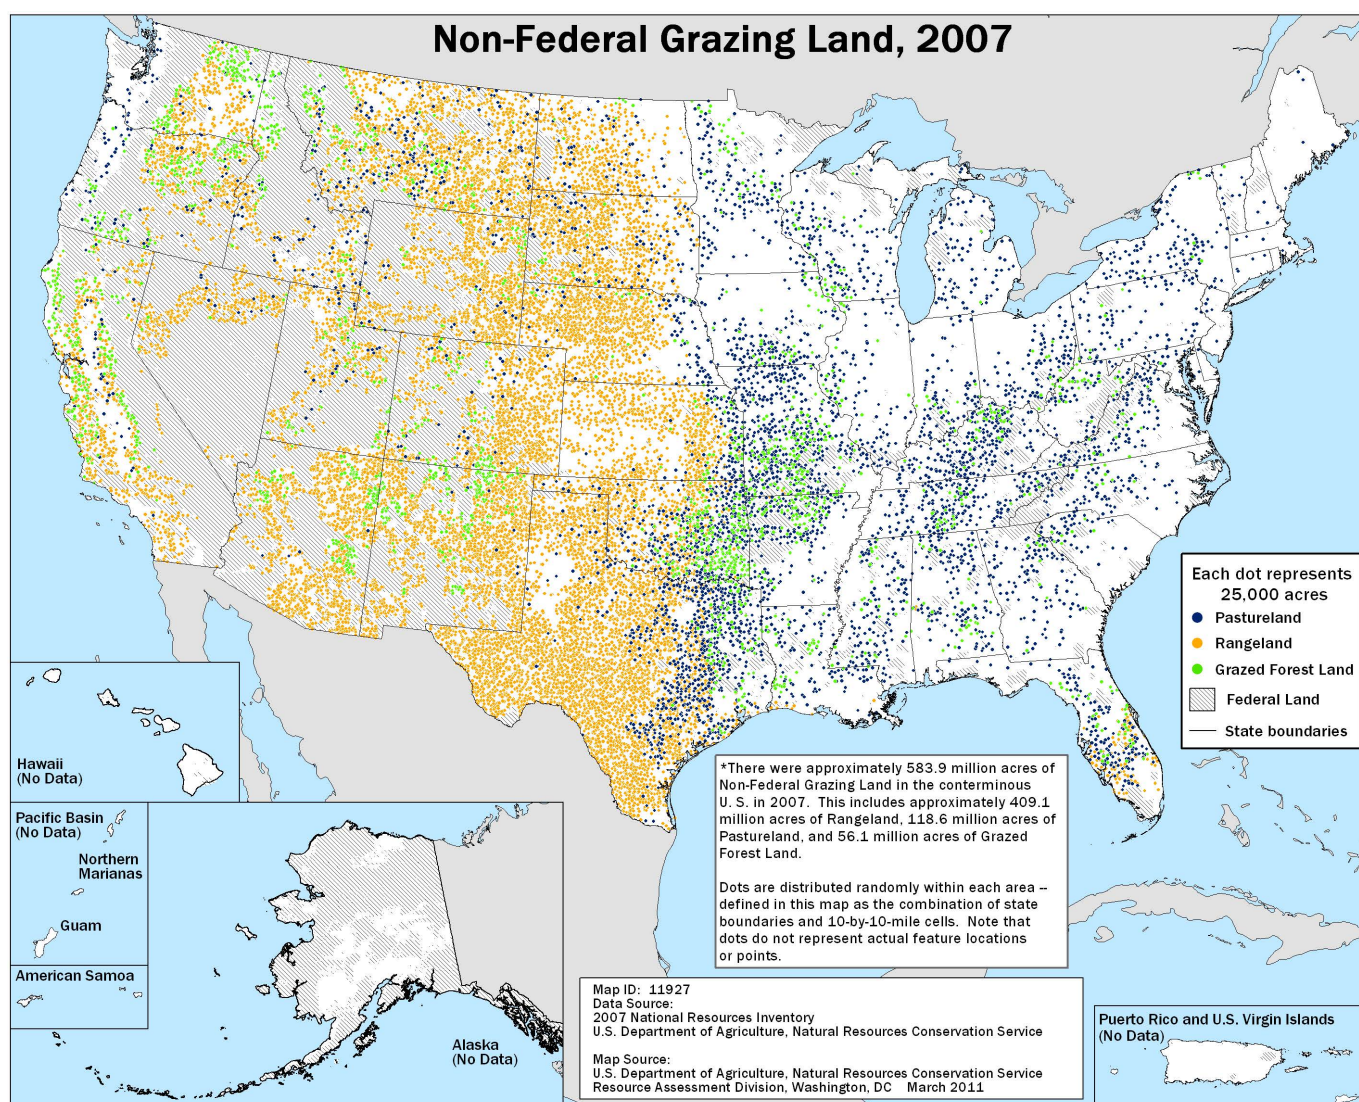 Non-Federal Grazing Land, 2007
Each dot represents
25,000 acres
Pastureland
Rangeland
Grazed Forest Land
Federal Land
State boundaries
Hawaii
(No Data)
Pacific Basin
(No Data)
Northern
Marianas
Guam
American Samoa
Alaska
(No Data)
*There were approximately 583.9 million acres of
Non-Federal Grazing Land in the conterminous
U. S. in 2007. This includes approximately 409.1
million acres of Rangeland, 118.6 million acres of
Pastureland, and 56.1 million acres of Grazed
Forest Land.
Dots are distributed randomly within each area --
defined in this map as the combination of state
boundaries and 10-by-10-mile cells. Note that
dots do not represent actual feature locations
or points.
Map ID: 11927
Data Source:
2007 National Resources Inventory
U.S. Department of Agriculture, Natural Resources Conservation Service
Map Source:
U.S. Department of Agriculture, Natural Resources Conservation Service
Resource Assessment Division, Washington, DC March 2011
Puerto Rico and U.S. Virgin Islands
(No Data)